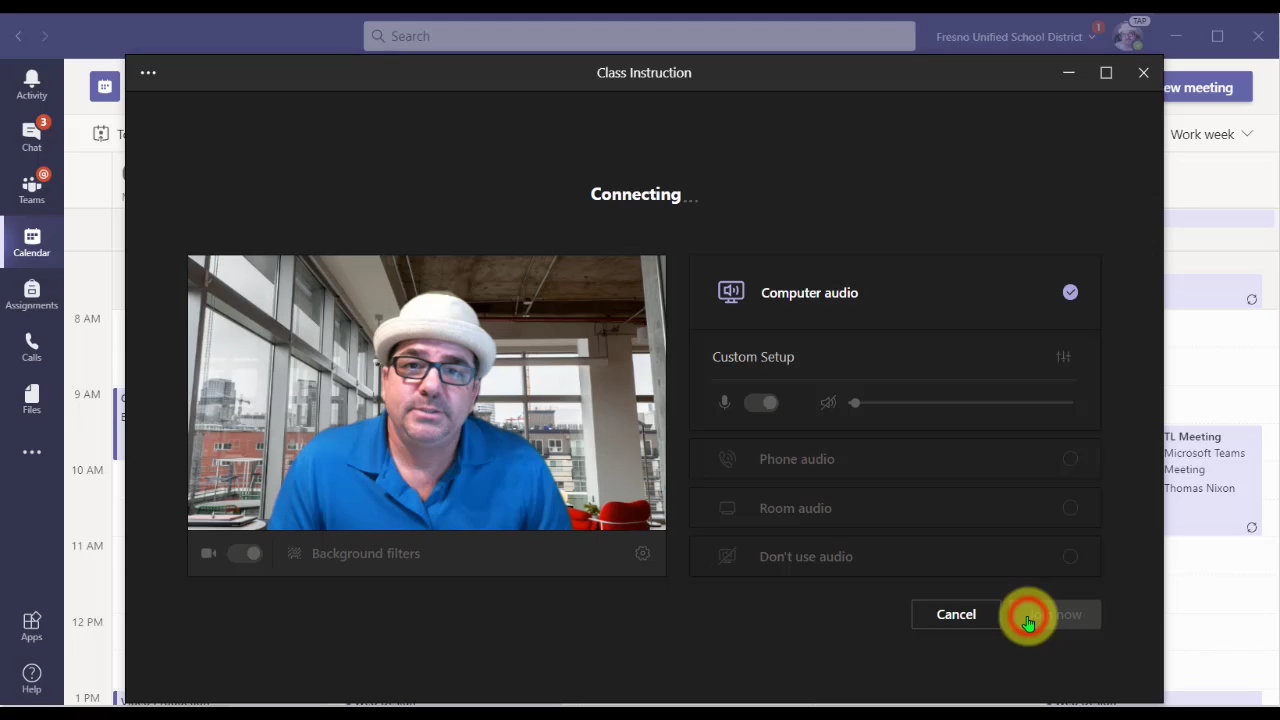 Search
Fresno Unified School District
1
TAP
Activity
Class Instruction
ew meeting
3
Chat
Work week
@
Teams
Connecting...
Calendar
Assignments
Computer audio
8 AM
Calls
Custom Setup
9 AM
Files
TL Meeting
Microsoft Teams
Meeting
Thomas Nixon
Phone audio
10 AM
Room audio
11 AM
Background filters
Don't use audio
Cancel
now
12 PM
Apps
Help
1 PM